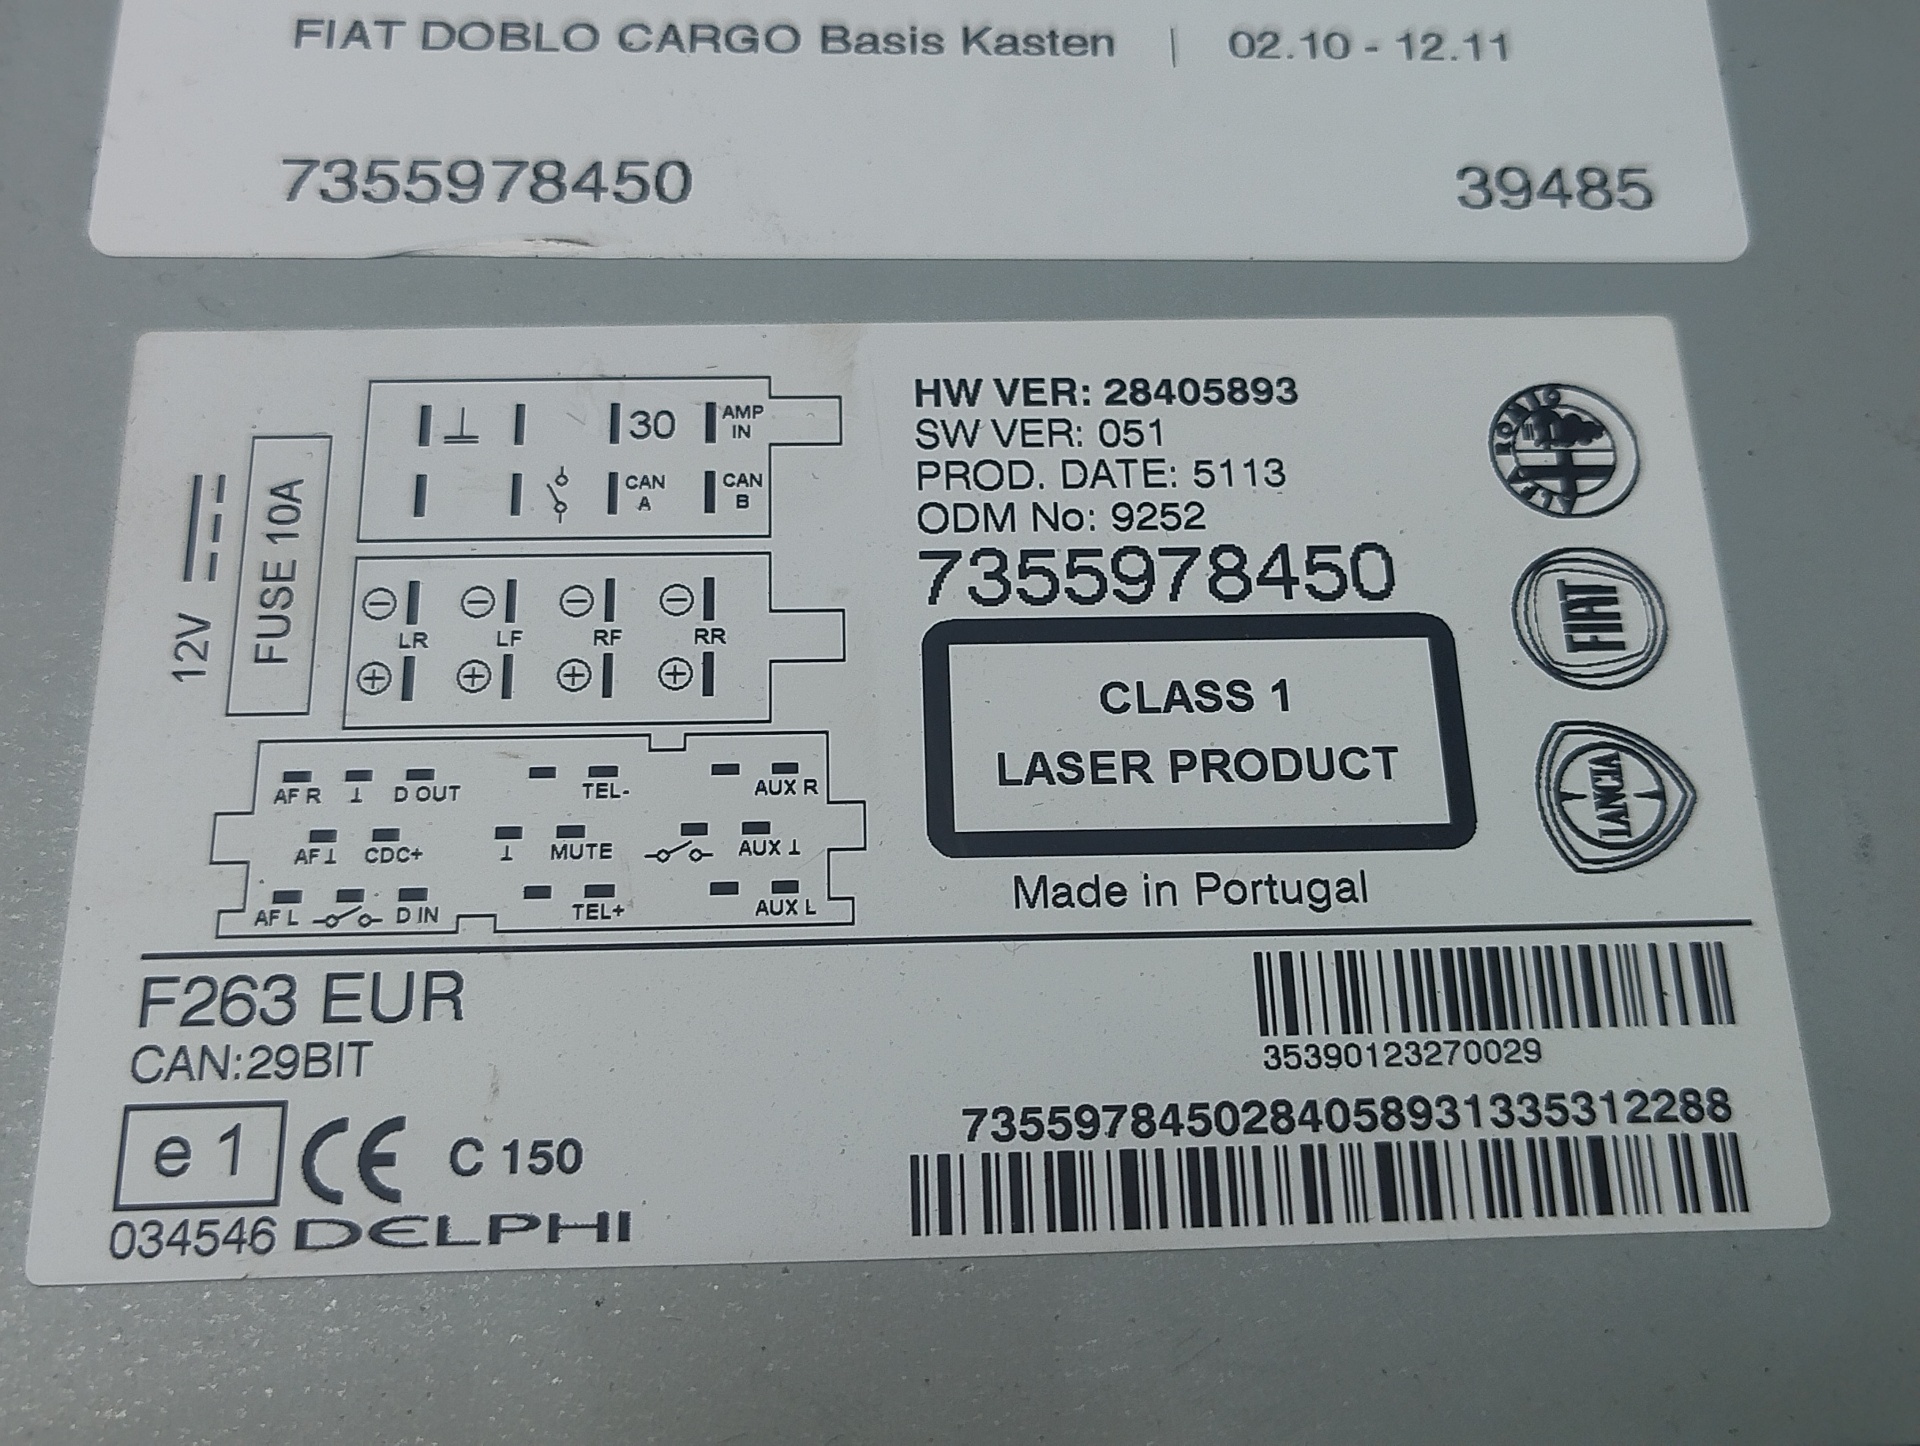 FIAT DOBLO CARGO Basis Kasten | 02.10 - 12.11
7355978450 39485
12V
FUSE 10A
30 AMP IN
CAN A CAN B
LR LF RF RR
AF R D OUT TEL- AUX R
AF CDC+ MUTE AUX
AF L D IN TEL+ AUX L
HW VER: 28405893
SW VER: 051
PROD. DATE: 5113
ODM No: 9252
7355978450
CLASS 1
LASER PRODUCT
Made in Portugal
ALFA ROMEO
FIAT
LANCIA
F263 EUR
CAN:29BIT
e 1 CE C 150
034546 DELPHI
35390123270029
7355978450284058931335312288